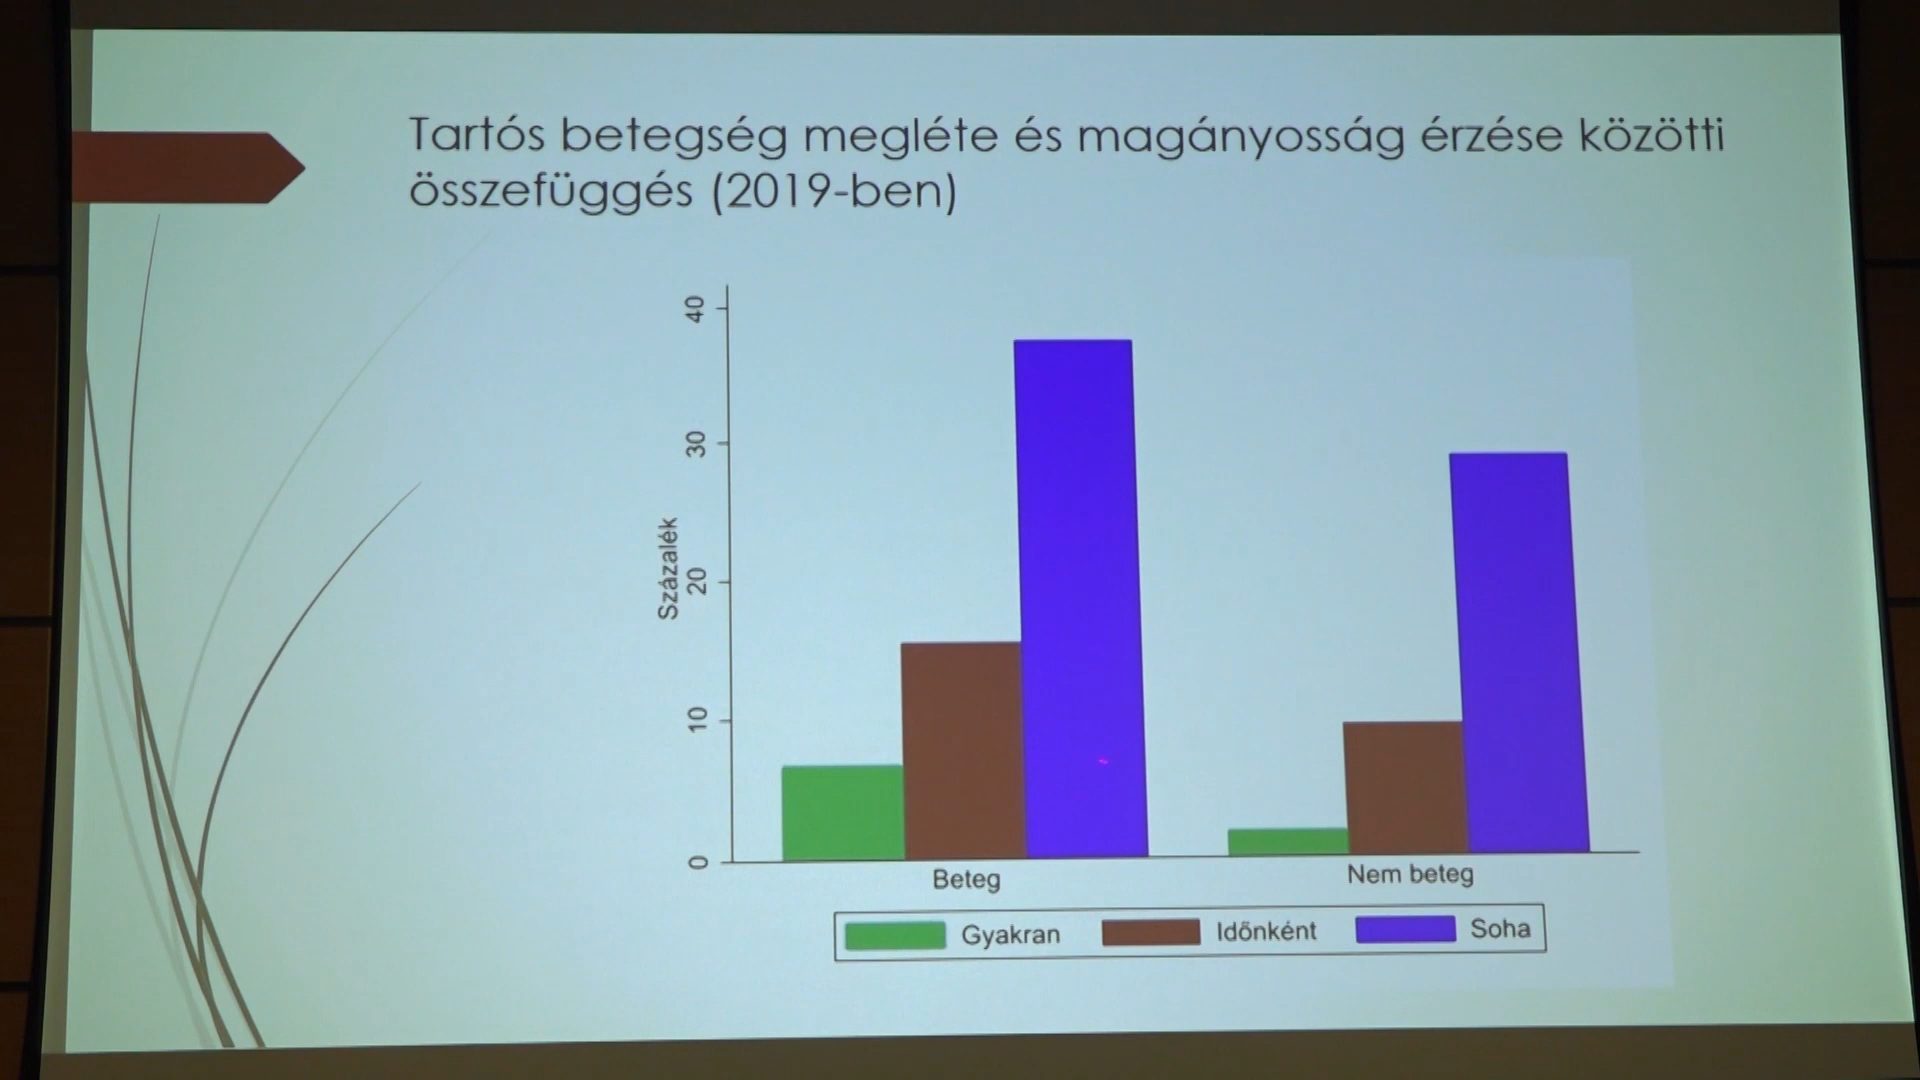 Tartós betegség megléte és magányosság érzése közötti
összefüggés (2019-ben)
Százalék
40
30
20
10
0
Beteg
Nem beteg
Gyakran
Időnként
Soha